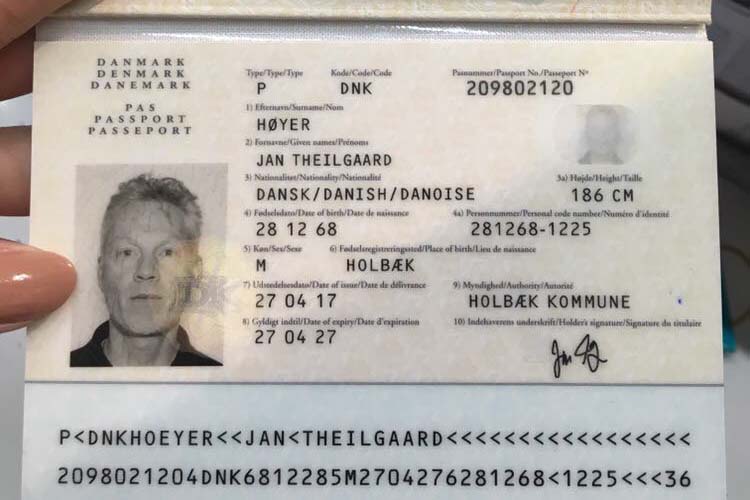 DANMARK
DENMARK
DANEMARK
PAS
PASSPORT
PASSEPORT
Type/Type/Type Kode/Code/Code Pasnummer/Passport No./Passeport Nº
P DNK 209802120
1) Efternavn/Surname/Nom
HØYER
2) Fornavne/Given names/Prénoms
JAN THEILGAARD
3) Nationalitet/Nationality/Nationalité 3a) Højde/Height/Taille
DANSK/DANISH/DANOISE 186 CM
4) Fødselsdato/Date of birth/Date de naissance 4a) Personnummer/Personal code number/Numéro d'identité
28 12 68 281268-1225
5) Køn/Sex/Sexe 6) Fødselsregistreringssted/Place of birth/Lieu de naissance
M HOLBÆK
7) Udstedelsesdato/Date of issue/Date de délivrance 9) Myndighed/Authority/Autorité
27 04 17 HOLBÆK KOMMUNE
8) Gyldigt indtil/Date of expiry/Date d'expiration 10) Indehaverens underskrift/Holder's signature/Signature du titulaire
27 04 27
P<DNKHOEYER<<JAN<THEILGAARD<<<<<<<<<<<<<<<<<
2098021204DNK6812285M2704276281268<1225<<<36